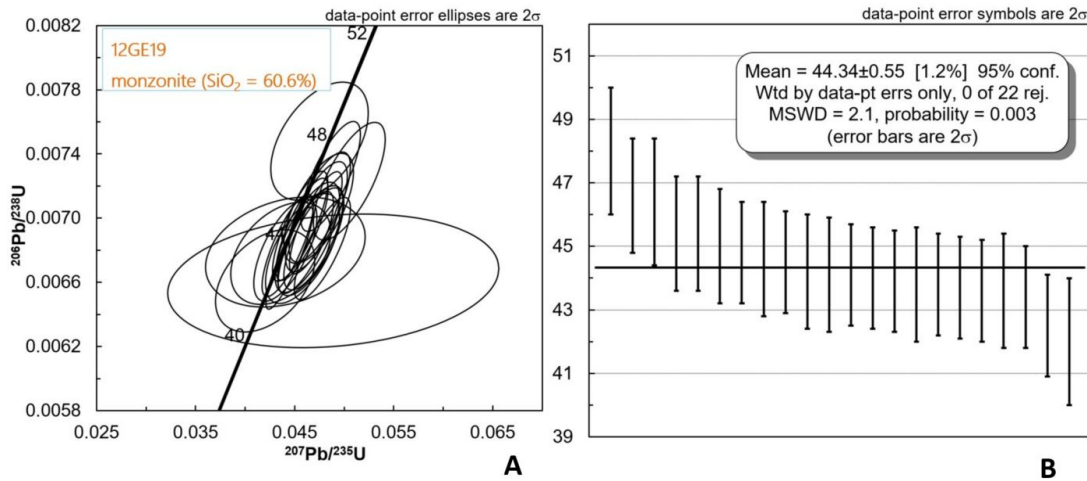 data-point error ellipses are 2σ
0.0082
0.0078
0.0074
0.0070
0.0066
0.0062
0.0058
²⁰⁶Pb/²³⁸U
12GE19
monzonite (SiO₂ = 60.6%)
52
48
40
0.025
0.035
0.045
0.055
0.065
²⁰⁷Pb/²³⁵U
A
data-point error symbols are 2σ
51
49
47
45
43
41
39
Mean = 44.34±0.55 [1.2%] 95% conf.
Wtd by data-pt errs only, 0 of 22 rej.
MSWD = 2.1, probability = 0.003
(error bars are 2σ)
B